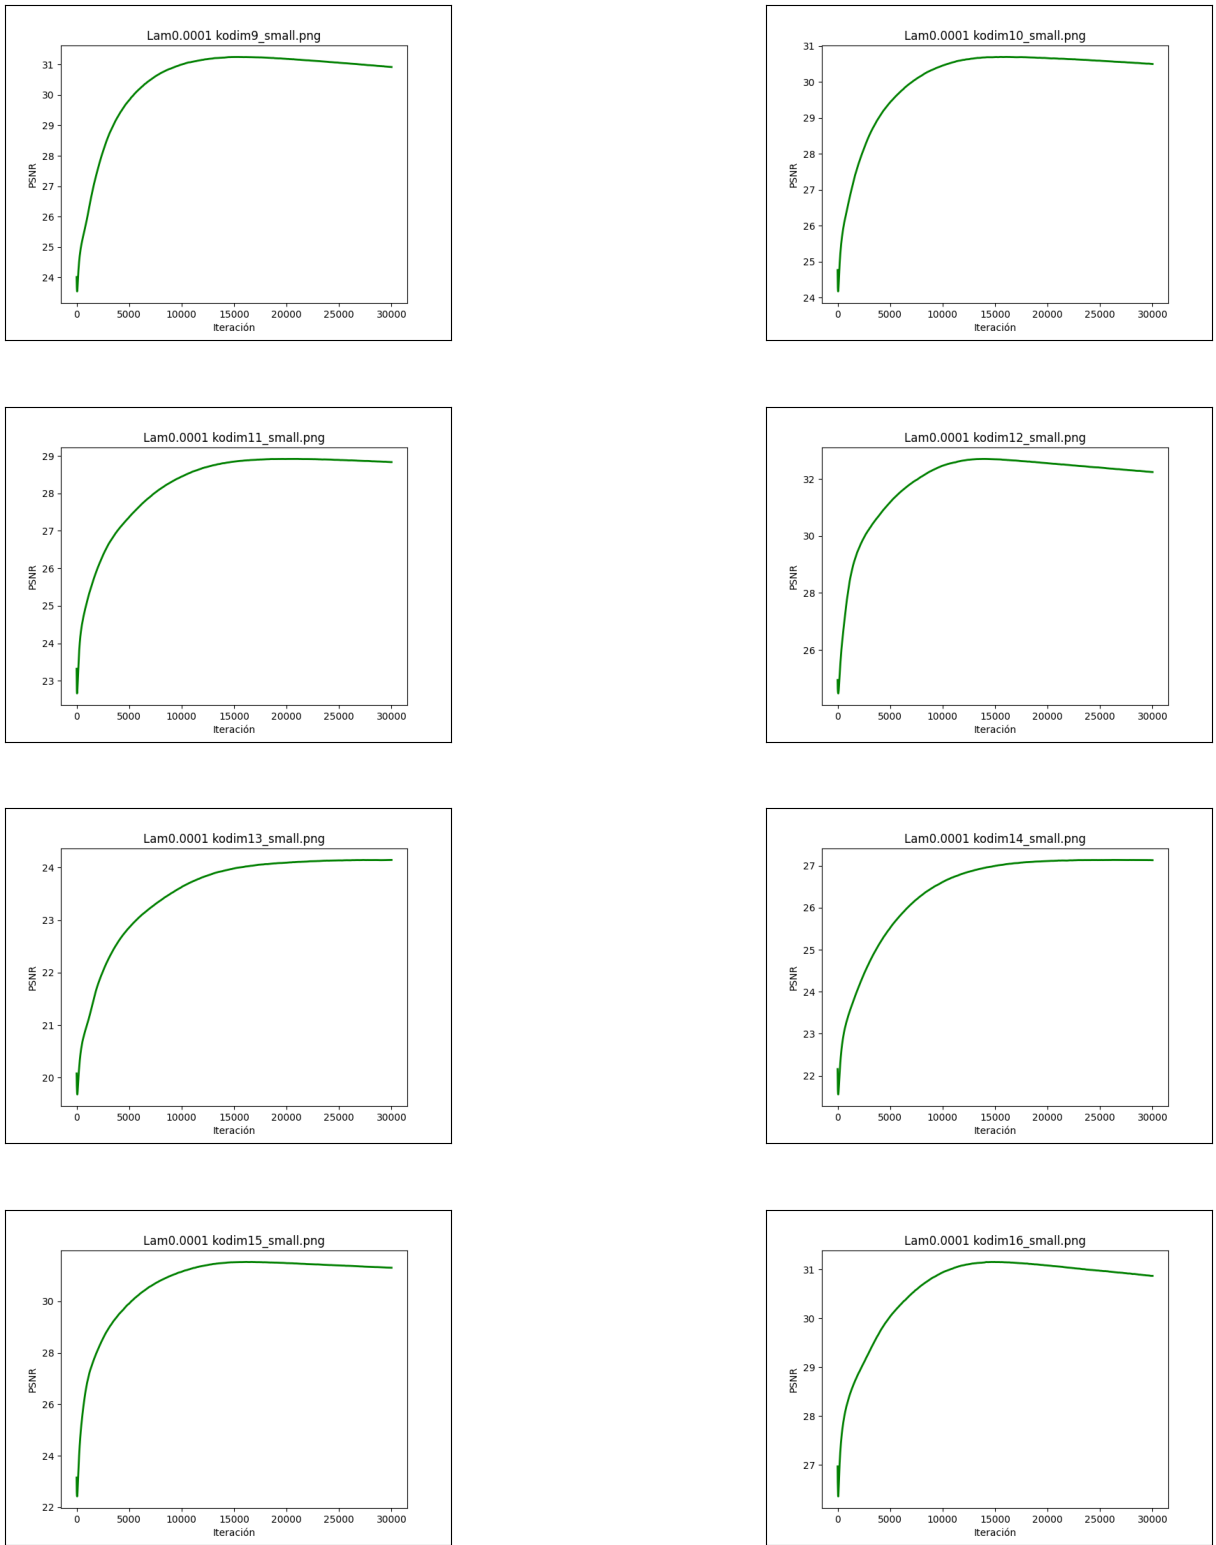 Lam0.0001 kodim9_small.png
31
30
29
28
27
26
25
24
PSNR
0 5000 10000 15000 20000 25000 30000
Iteración
Lam0.0001 kodim10_small.png
31
30
29
28
27
26
25
24
PSNR
0 5000 10000 15000 20000 25000 30000
Iteración
Lam0.0001 kodim11_small.png
29
28
27
26
25
24
23
PSNR
0 5000 10000 15000 20000 25000 30000
Iteración
Lam0.0001 kodim12_small.png
32
30
28
26
PSNR
0 5000 10000 15000 20000 25000 30000
Iteración
Lam0.0001 kodim13_small.png
24
23
22
21
20
PSNR
0 5000 10000 15000 20000 25000 30000
Iteración
Lam0.0001 kodim14_small.png
27
26
25
24
23
22
PSNR
0 5000 10000 15000 20000 25000 30000
Iteración
Lam0.0001 kodim15_small.png
30
28
26
24
22
PSNR
0 5000 10000 15000 20000 25000 30000
Iteración
Lam0.0001 kodim16_small.png
31
30
29
28
27
PSNR
0 5000 10000 15000 20000 25000 30000
Iteración